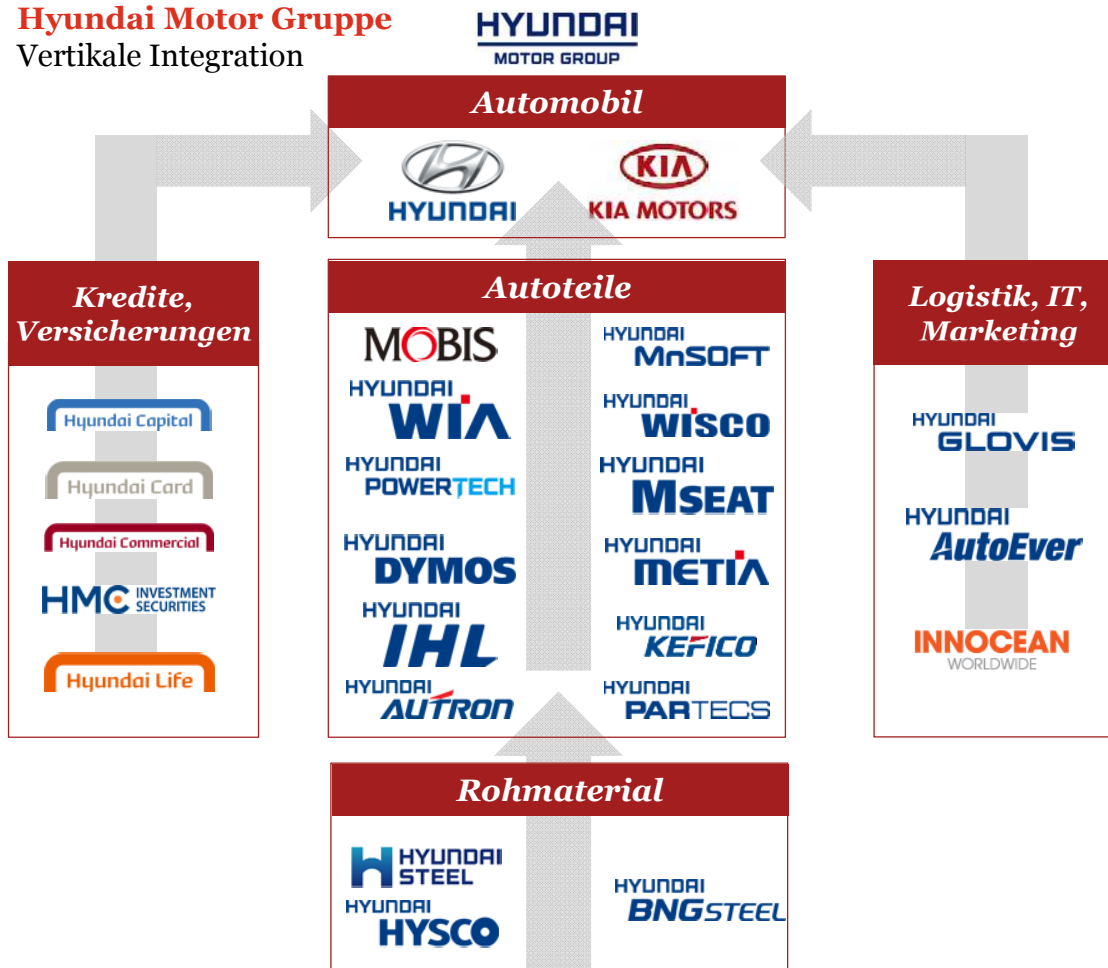 Hyundai Motor Gruppe
Vertikale Integration
HYUNDAI
MOTOR GROUP
Automobil
HYUNDAI
KIA
KIA MOTORS
Kredite,
Versicherungen
Hyundai Capital
Hyundai Card
Hyundai Commercial
HMC INVESTMENT
SECURITIES
Hyundai Life
Autoteile
MOBIS
HYUNDAI
WIA
HYUNDAI
POWERTECH
HYUNDAI
DYMOS
HYUNDAI
IHL
HYUNDAI
AUTRON
HYUNDAI
MnSOFT
HYUNDAI
WISCO
HYUNDAI
MSEAT
HYUNDAI
METIA
HYUNDAI
KEFICO
HYUNDAI
PARTECS
Logistik, IT,
Marketing
HYUNDAI
GLOVIS
HYUNDAI
AutoEver
INNOCEAN
WORLDWIDE
Rohmaterial
HYUNDAI
STEEL
HYUNDAI
HYSCO
HYUNDAI
BNGSTEEL